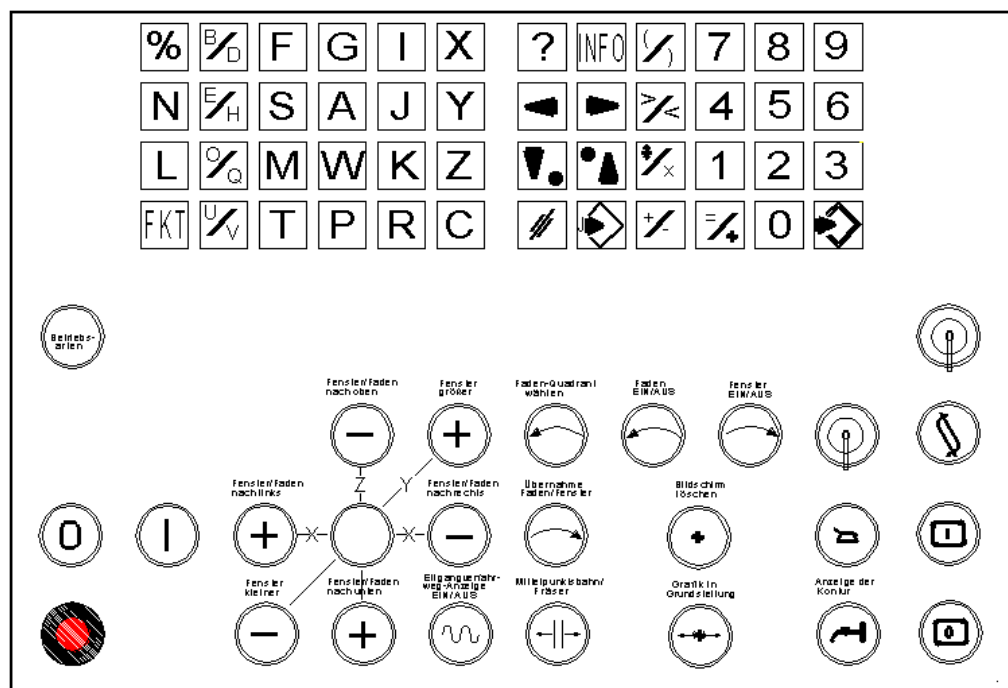 % B/D F G I X ? INFO (/) 7 8 9
N E/H S A J Y >/< 4 5 6
L O/Q M W K Z */x 1 2 3
FKT U/V T P R C J +/- =/+ 0
Betriebs-
arten
0
Fenster/Faden
nach oben
Fenster
größer
Faden-Quadrant
wählen
Faden
EIN/AUS
Fenster
EIN/AUS
− +
0
Z Y
Fenster/Faden
nach links
Fenster/Faden
nach rechts
Übernahme
Faden/Fenster
Bildschirm
löschen
0 I + X X − + I
Fenster
kleiner
Fenster/Faden
nach unten
Eilgangverfahr-
weg-Anzeige
EIN/AUS
Mittelpunktsbahn/
Fräser
Grafik in
Grundstellung
Anzeige der
Kontur
− + 0